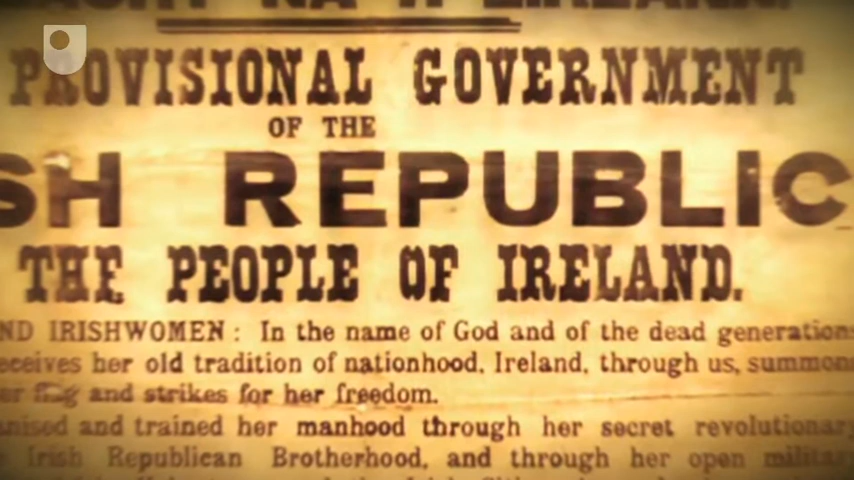 PROVISIONAL GOVERNMENT
OF THE
SH REPUBLIC
THE PEOPLE OF IRELAND.
ND IRISHWOMEN : In the name of God and of the dead generations
eceives her old tradition of nationhood, Ireland, through us, summons
er flag and strikes for her freedom.
anised and trained her manhood through her secret revolutionary
Irish Republican Brotherhood, and through her open military